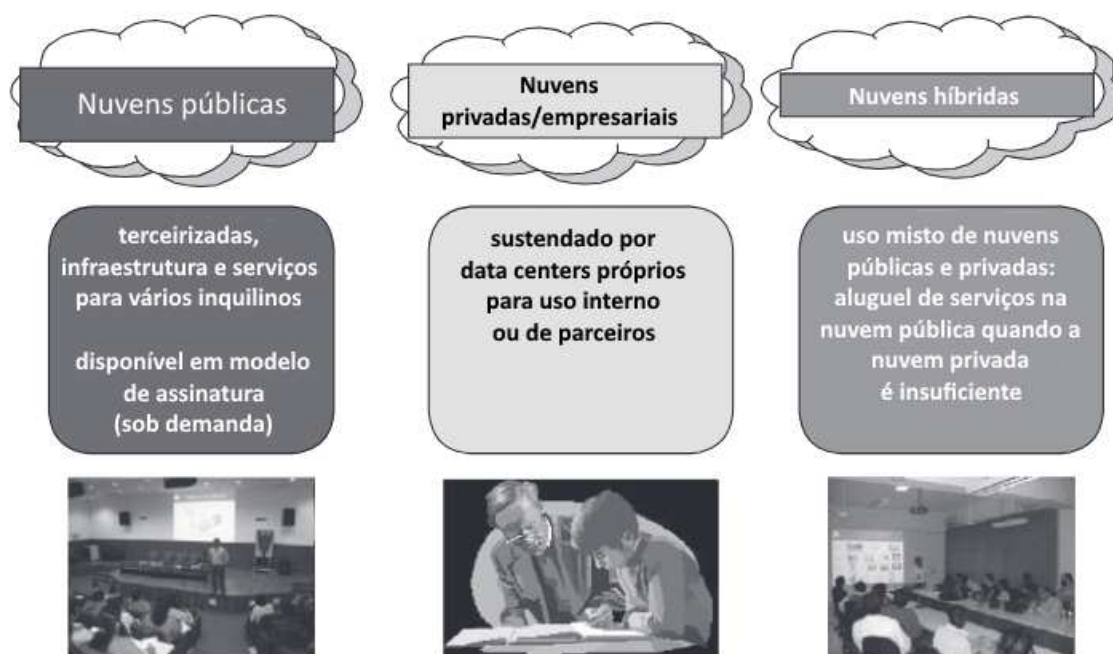 Nuvens públicas
Nuvens
privadas/empresariais
Nuvens híbridas
terceirizadas,
infraestrutura e serviços
para vários inquilinos
disponível em modelo
de assinatura
(sob demanda)
sustendado por
data centers próprios
para uso interno
ou de parceiros
uso misto de nuvens
públicas e privadas:
aluguel de serviços na
nuvem pública quando a
nuvem privada
é insuficiente